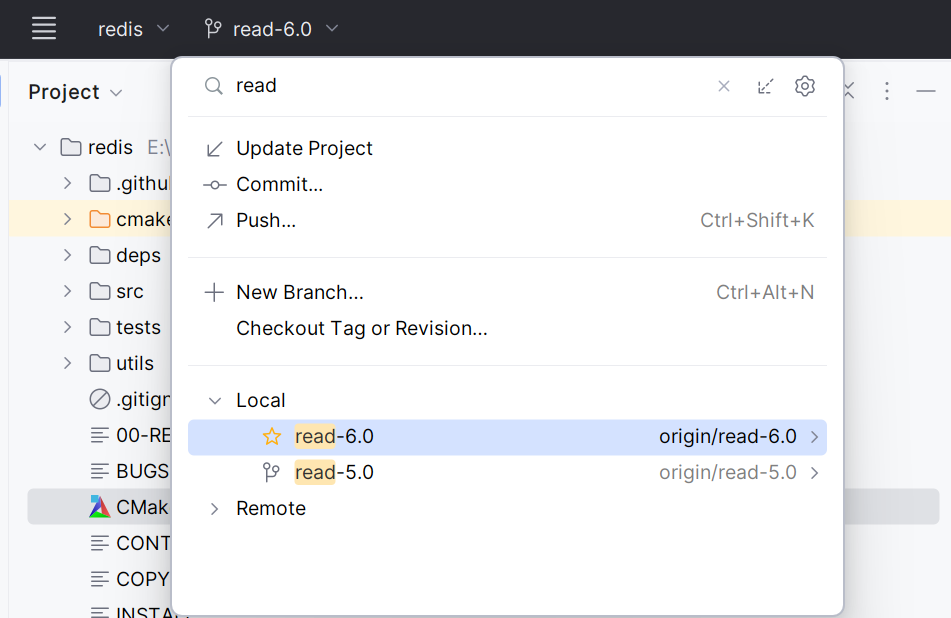 redis read-6.0
read
Project
redis E:\
.github
cmake
deps
src
tests
utils
.gitign
00-RE
BUGS
CMak
CONT
COPY
INSTAL
Update Project
Commit...
Push... Ctrl+Shift+K
New Branch... Ctrl+Alt+N
Checkout Tag or Revision...
Local
read-6.0 origin/read-6.0
read-5.0 origin/read-5.0
Remote